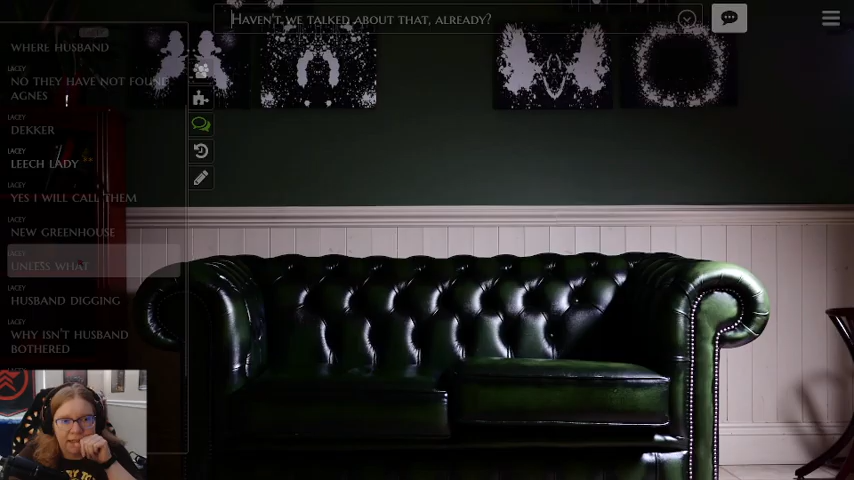 Haven't we talked about that, already?
WHERE HUSBAND
LACEY
NO THEY HAVE NOT FOUND
AGNES
LACEY
DEKKER
LACEY
LEECH LADY
LACEY
YES I WILL CALL THEM
LACEY
NEW GREENHOUSE
LACEY
UNLESS WHAT
LACEY
HUSBAND DIGGING
LACEY
WHY ISN'T HUSBAND
BOTHERED